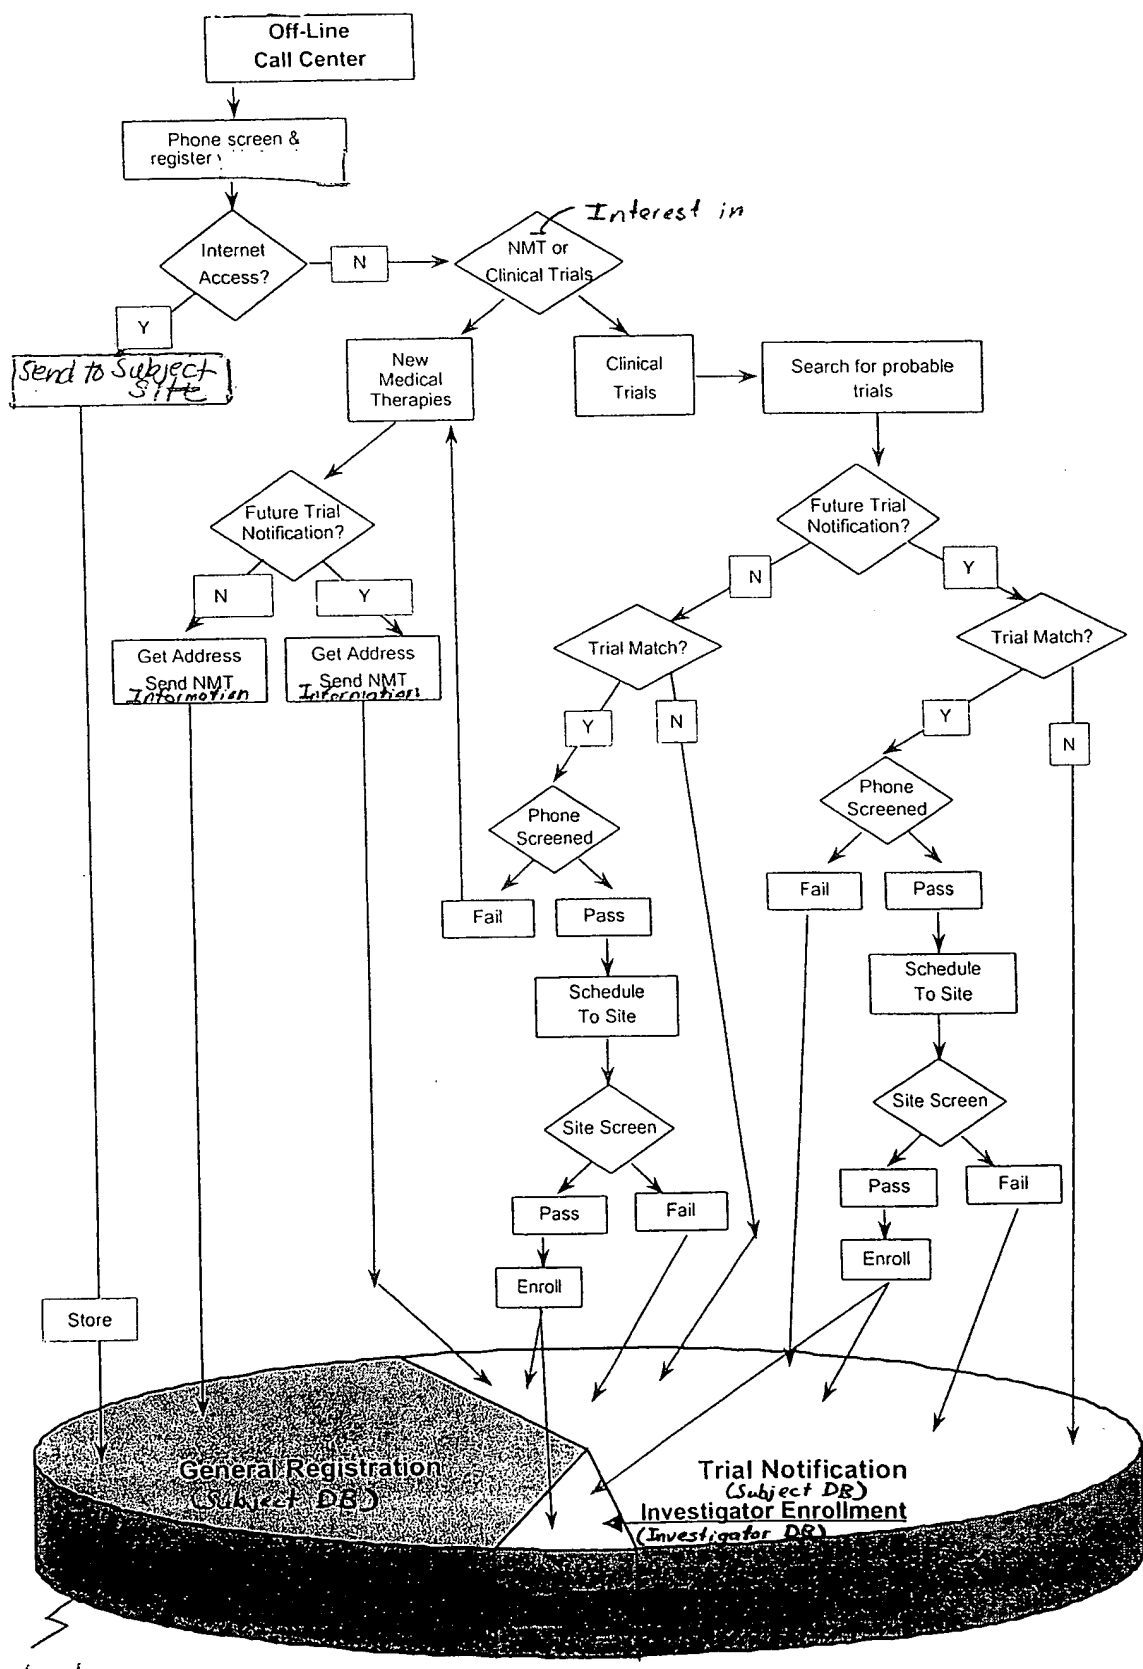 Off-Line
Call Center
Phone screen &
register
Interest in
Internet
Access?
N
NMT or
Clinical Trials
Y
Send to Subject
Site
New
Medical
Therapies
Clinical
Trials
Search for probable
trials
Future Trial
Notification?
Future Trial
Notification?
N
Y
N
Y
Get Address
Send NMT
Information
Get Address
Send NMT
Information
Trial Match?
Trial Match?
Y
N
Y
N
Phone
Screened
Phone
Screened
Fail
Pass
Fail
Pass
Schedule
To Site
Schedule
To Site
Site Screen
Site Screen
Pass
Fail
Pass
Fail
Enroll
Enroll
Store
General Registration
(Subject DB)
Trial Notification
(Subject DB)
Investigator Enrollment
(Investigator DB)